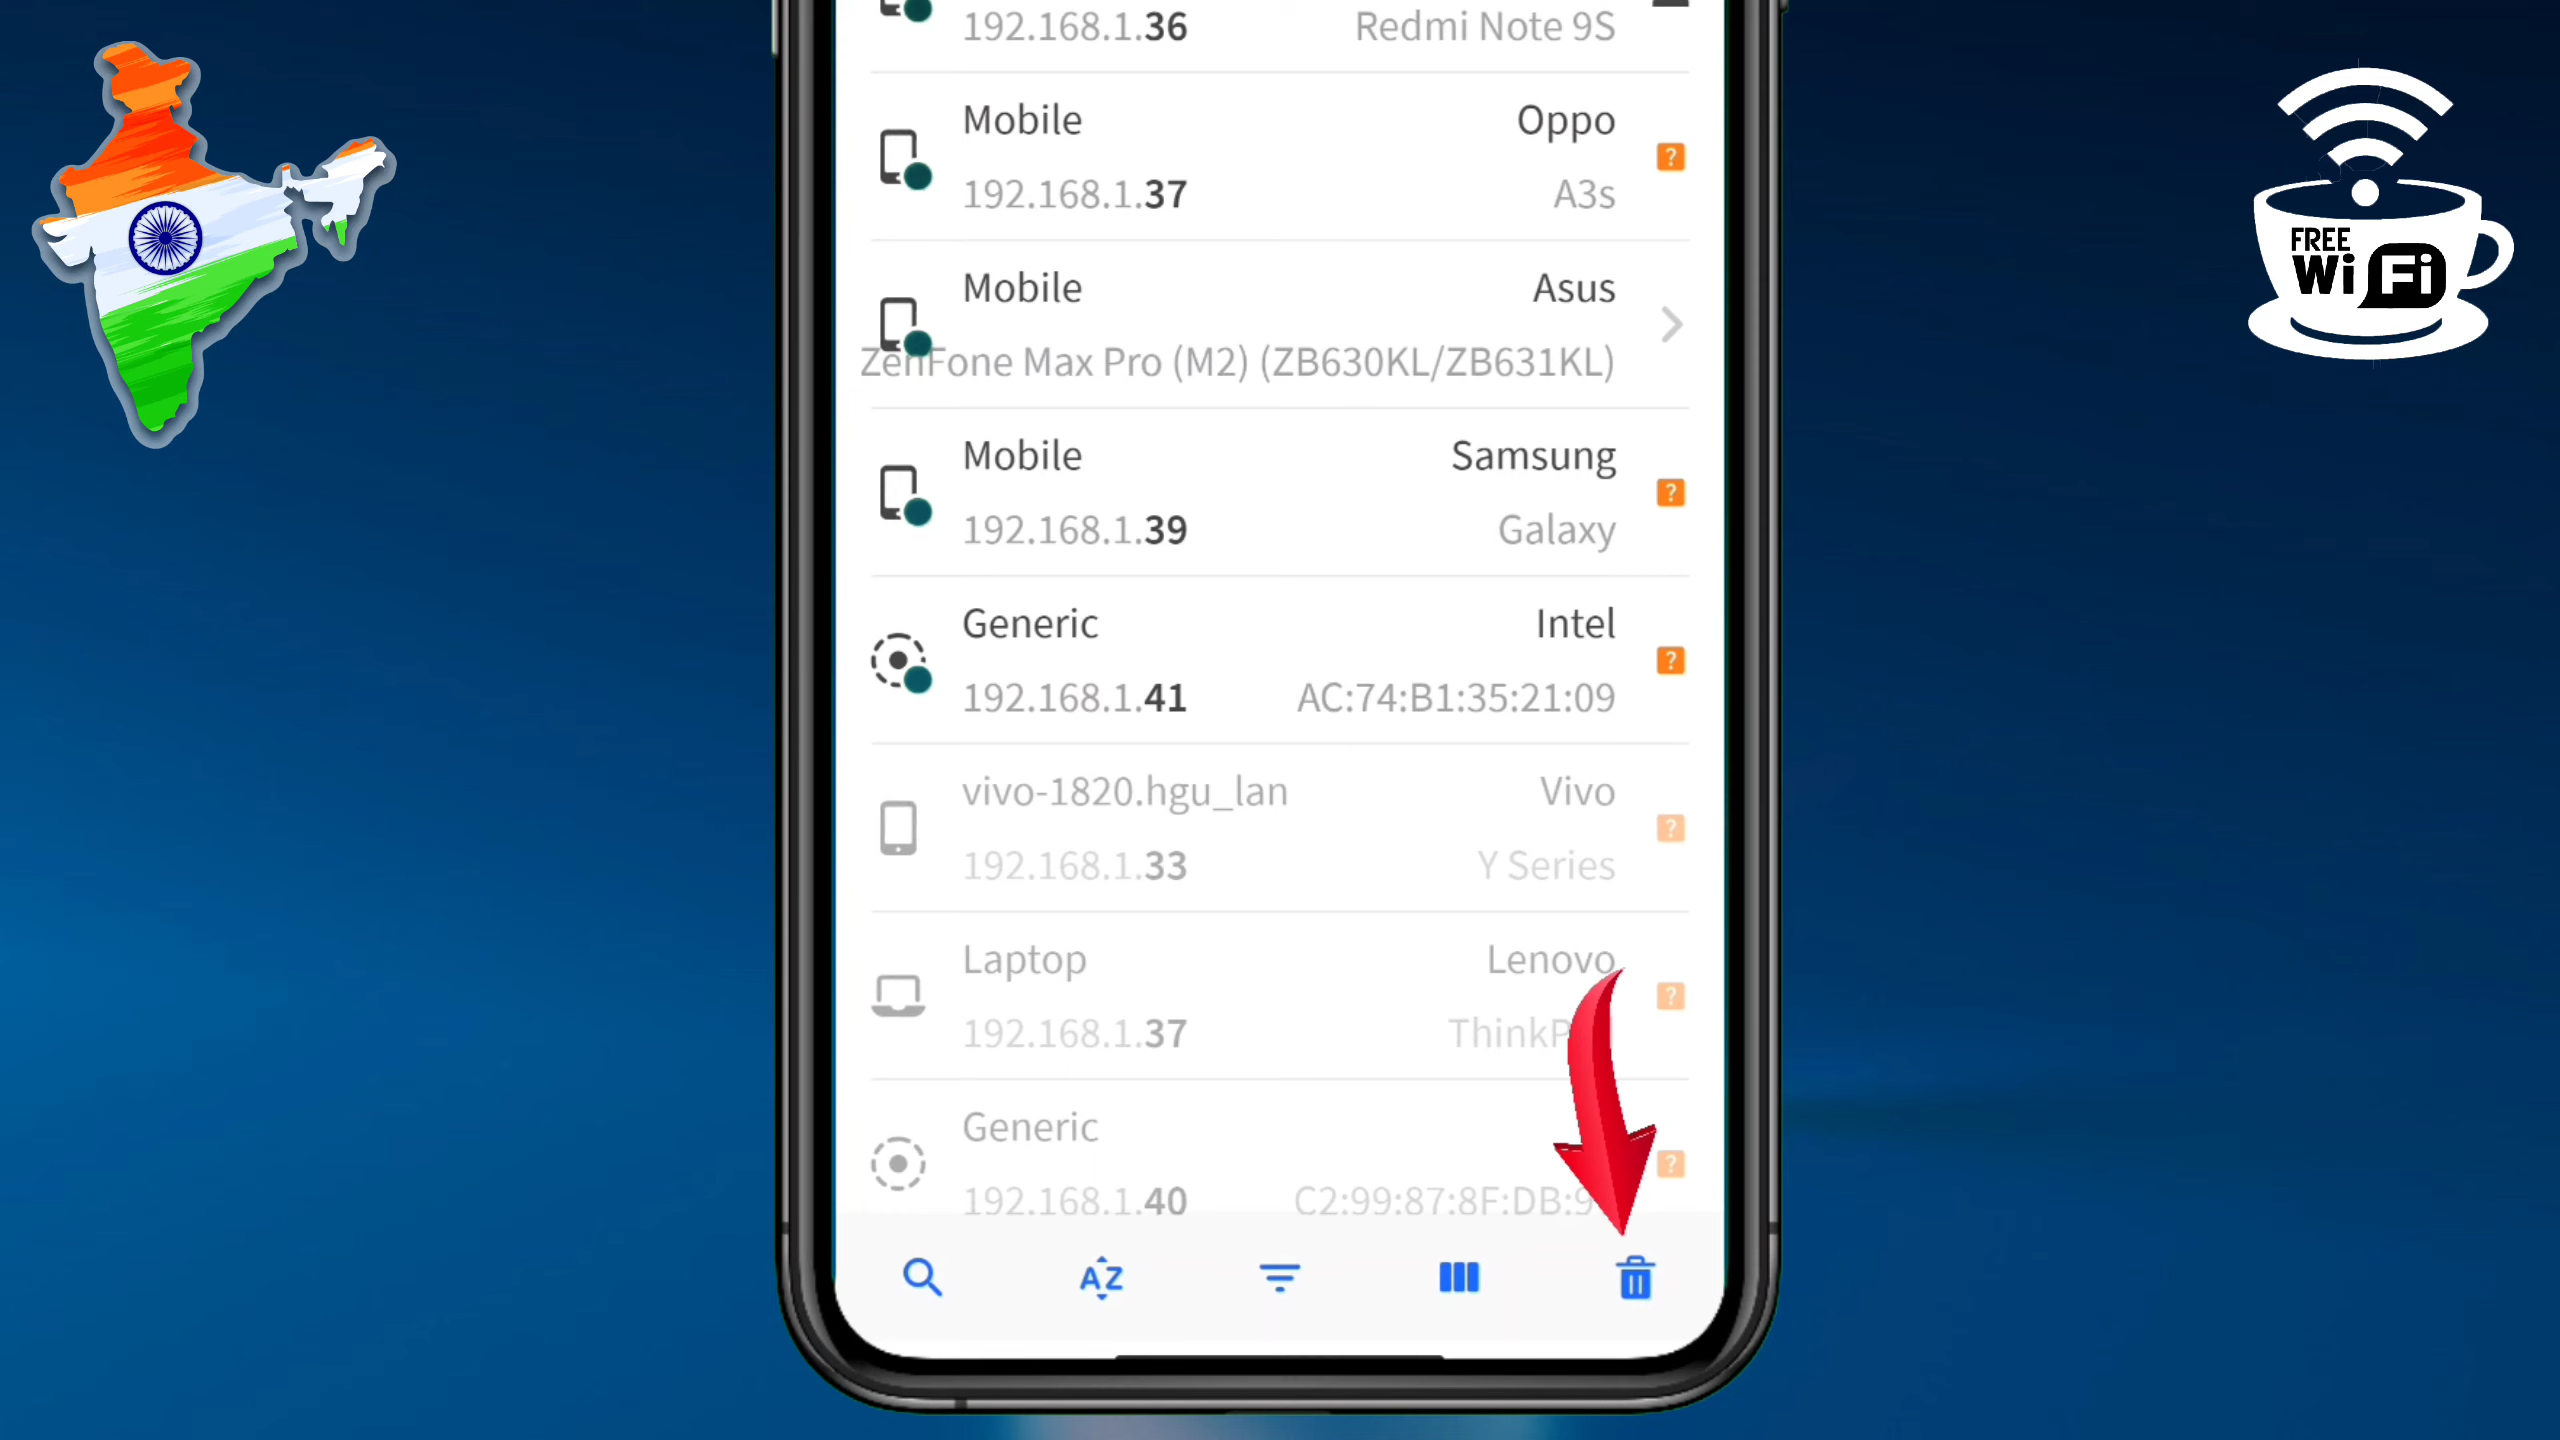 192.168.1.36 Redmi Note 9S
Mobile Oppo
?
192.168.1.37 A3s
Mobile Asus
ZenFone Max Pro (M2) (ZB630KL/ZB631KL)
Mobile Samsung
?
192.168.1.39 Galaxy
Generic Intel
?
192.168.1.41 AC:74:B1:35:21:09
vivo-1820.hgu_lan Vivo
?
192.168.1.33 Y Series
Laptop Lenovo
?
192.168.1.37
Generic
?
192.168.1.40
AZ
FREE
Wi Fi